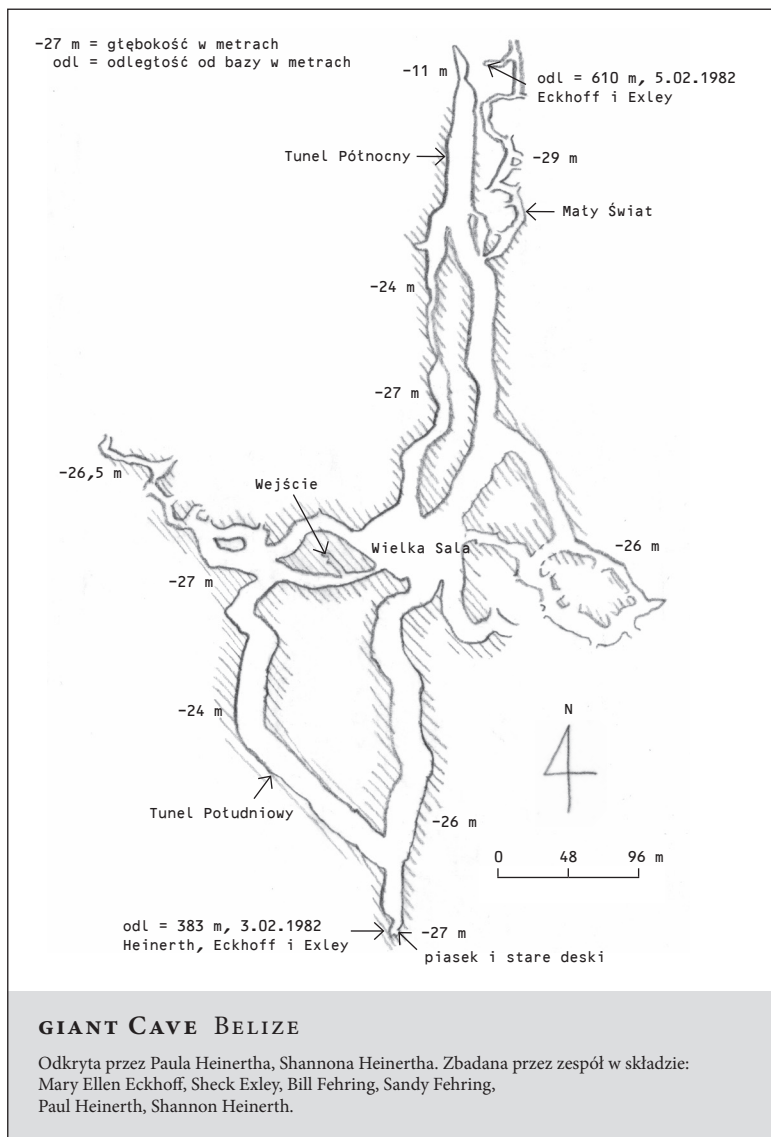 -27 m = głębokość w metrach
odl = odległość od bazy w metrach
-11 m
odl = 610 m, 5.02.1982
Eckhoff i Exley
Tunel Północny
-29 m
Mały Świat
-24 m
-27 m
-26,5 m
Wejście
Wielka Sala
-26 m
-27 m
-24 m
N
Tunel Południowy
-26 m
0 48 96 m
odl = 383 m, 3.02.1982
Heinerth, Eckhoff i Exley
-27 m
piasek i stare deski
GIANT CAVE BELIZE
Odkryta przez Paula Heinertha, Shannona Heinertha. Zbadana przez zespół w składzie:
Mary Ellen Eckhoff, Sheck Exley, Bill Fehring, Sandy Fehring,
Paul Heinerth, Shannon Heinerth.